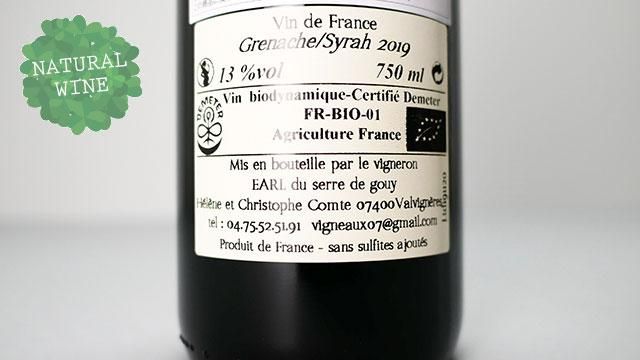 NATURAL
WINE
Vin de France
Grenache/Syrah 2019
13 %vol 750 ml
Vin biodynamique-Certifié Demeter
DEMETER
FR-BIO-01
Agriculture France
Mis en bouteille par le vigneron
EARL du serre de gouy
Hélène et Christophe Comte 07400Valvignères
tel : 04.75.52.51.91 vigneaux07@gmail.com
Produit de France - sans sulfites ajoutés